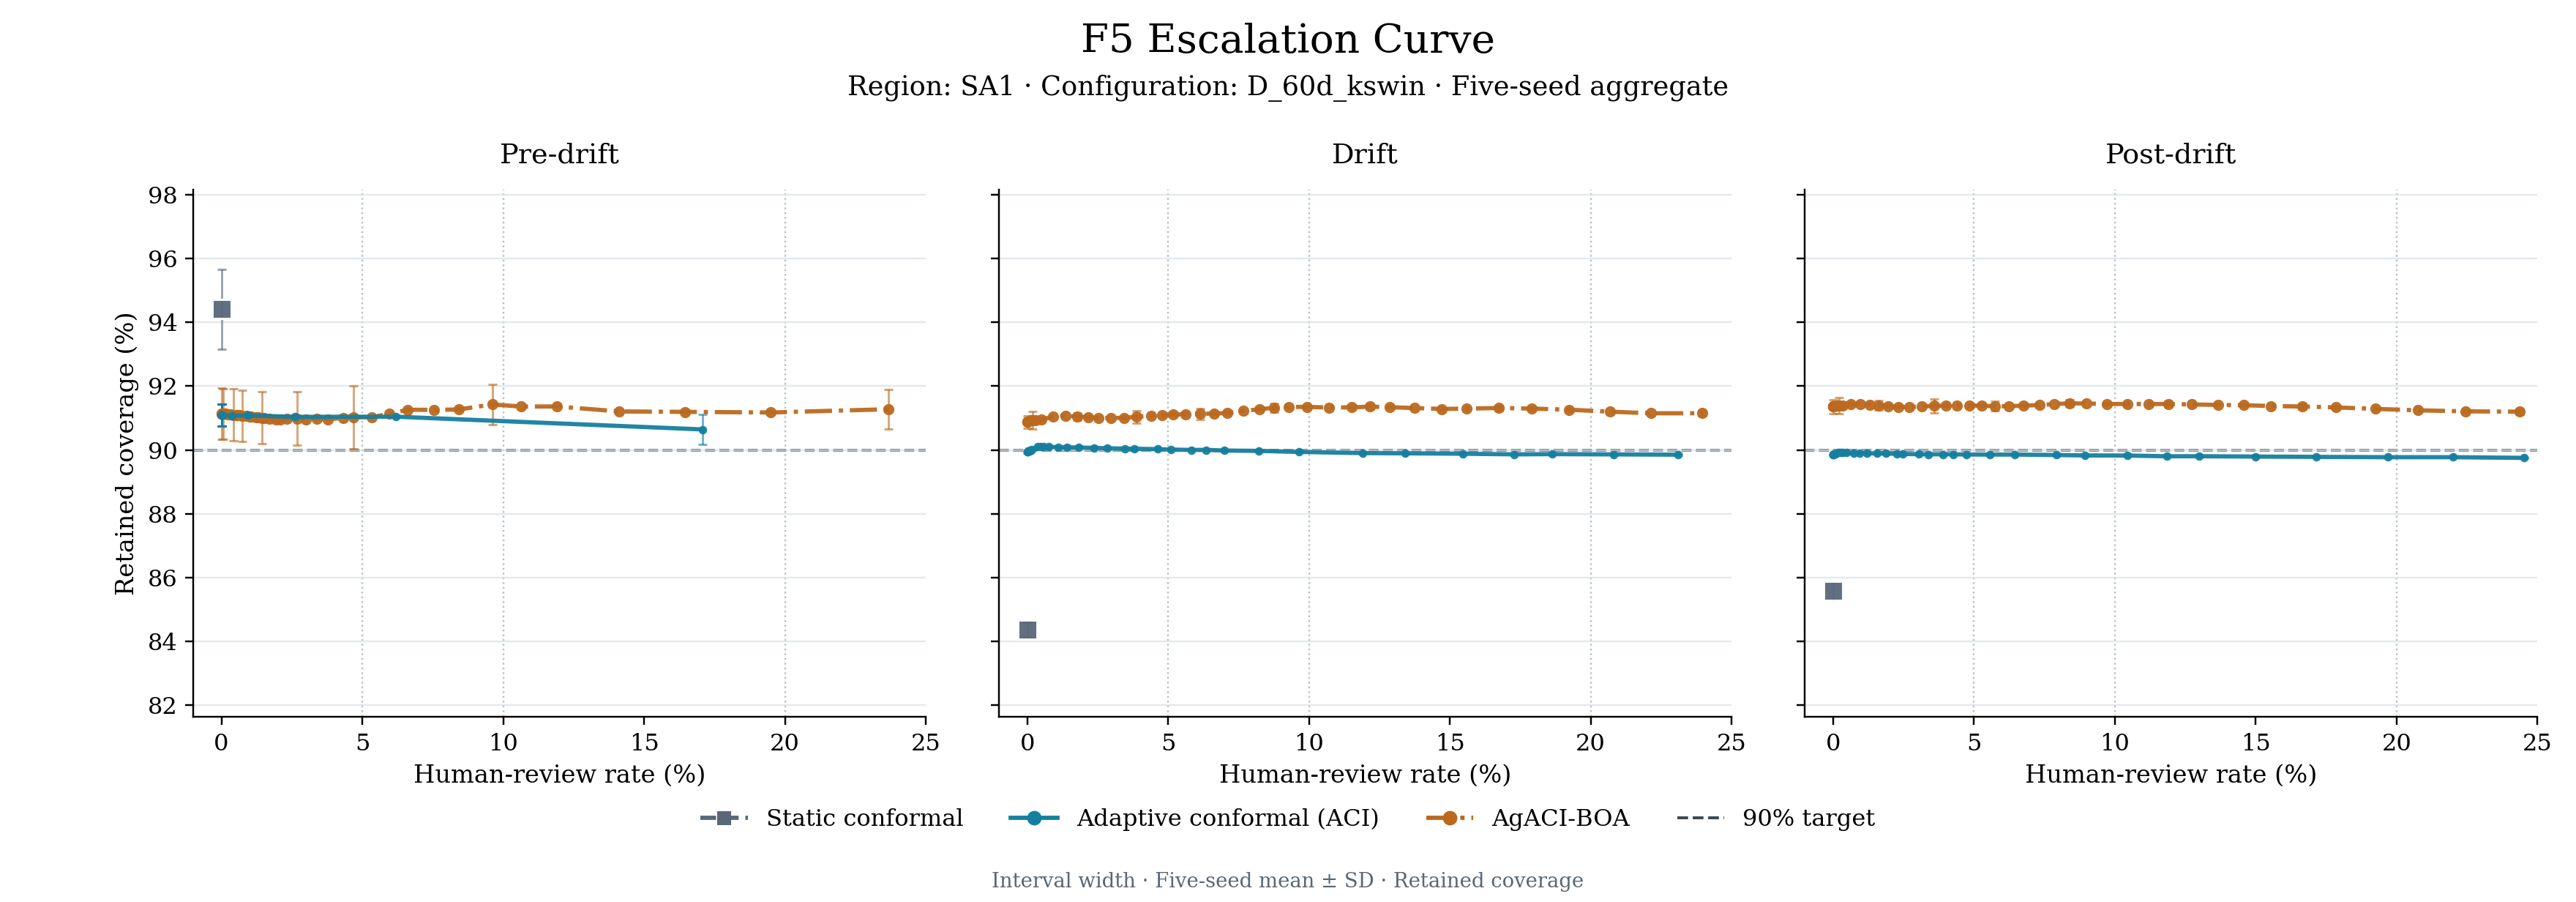 F5 Escalation Curve
Region: SA1 · Configuration: D_60d_kswin · Five-seed aggregate
Pre-drift
Drift
Post-drift
Retained coverage (%)
98
96
94
92
90
88
86
84
82
0 5 10 15 20 25
0 5 10 15 20 25
0 5 10 15 20 25
Human-review rate (%)
Human-review rate (%)
Human-review rate (%)
Static conformal
Adaptive conformal (ACI)
AgACI-BOA
90% target
Interval width · Five-seed mean ± SD · Retained coverage